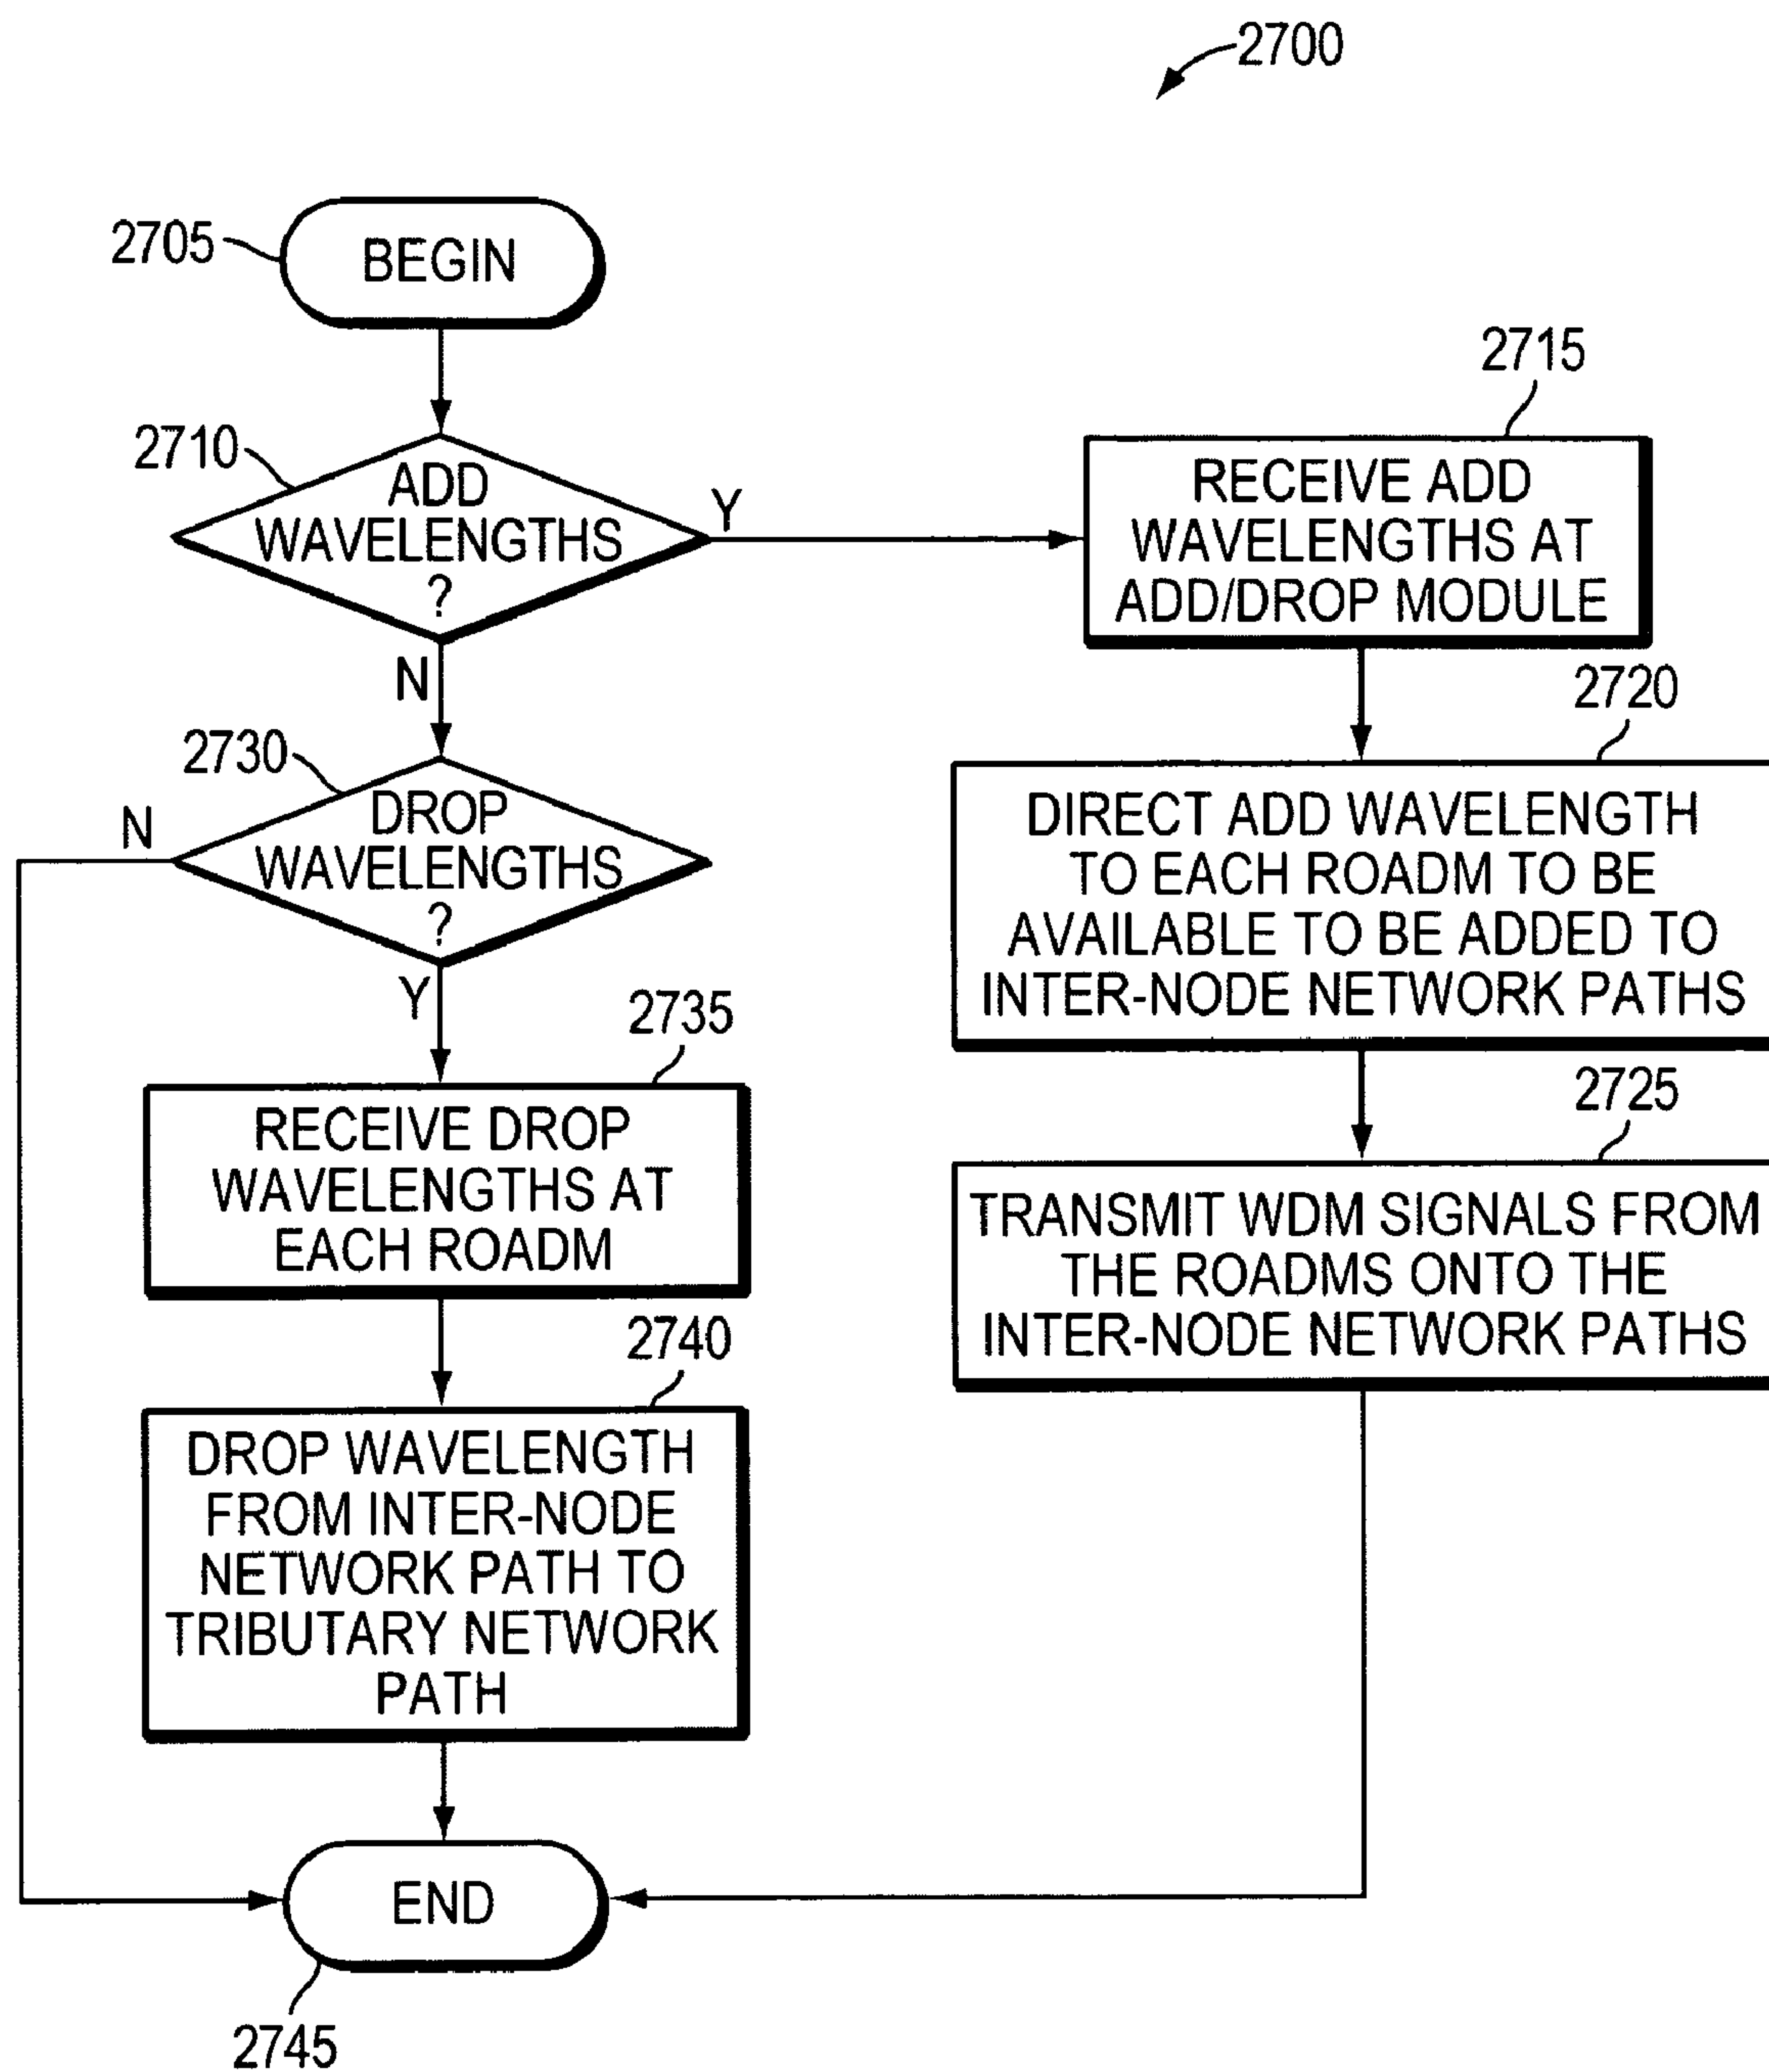 2700
2705
BEGIN
2710
ADD
WAVELENGTHS
?
Y
N
2715
RECEIVE ADD
WAVELENGTHS AT
ADD/DROP MODULE
2720
DIRECT ADD WAVELENGTH
TO EACH ROADM TO BE
AVAILABLE TO BE ADDED TO
INTER-NODE NETWORK PATHS
2725
TRANSMIT WDM SIGNALS FROM
THE ROADMS ONTO THE
INTER-NODE NETWORK PATHS
2730
DROP
WAVELENGTHS
?
N
Y
2735
RECEIVE DROP
WAVELENGTHS AT
EACH ROADM
2740
DROP WAVELENGTH
FROM INTER-NODE
NETWORK PATH TO
TRIBUTARY NETWORK
PATH
END
2745